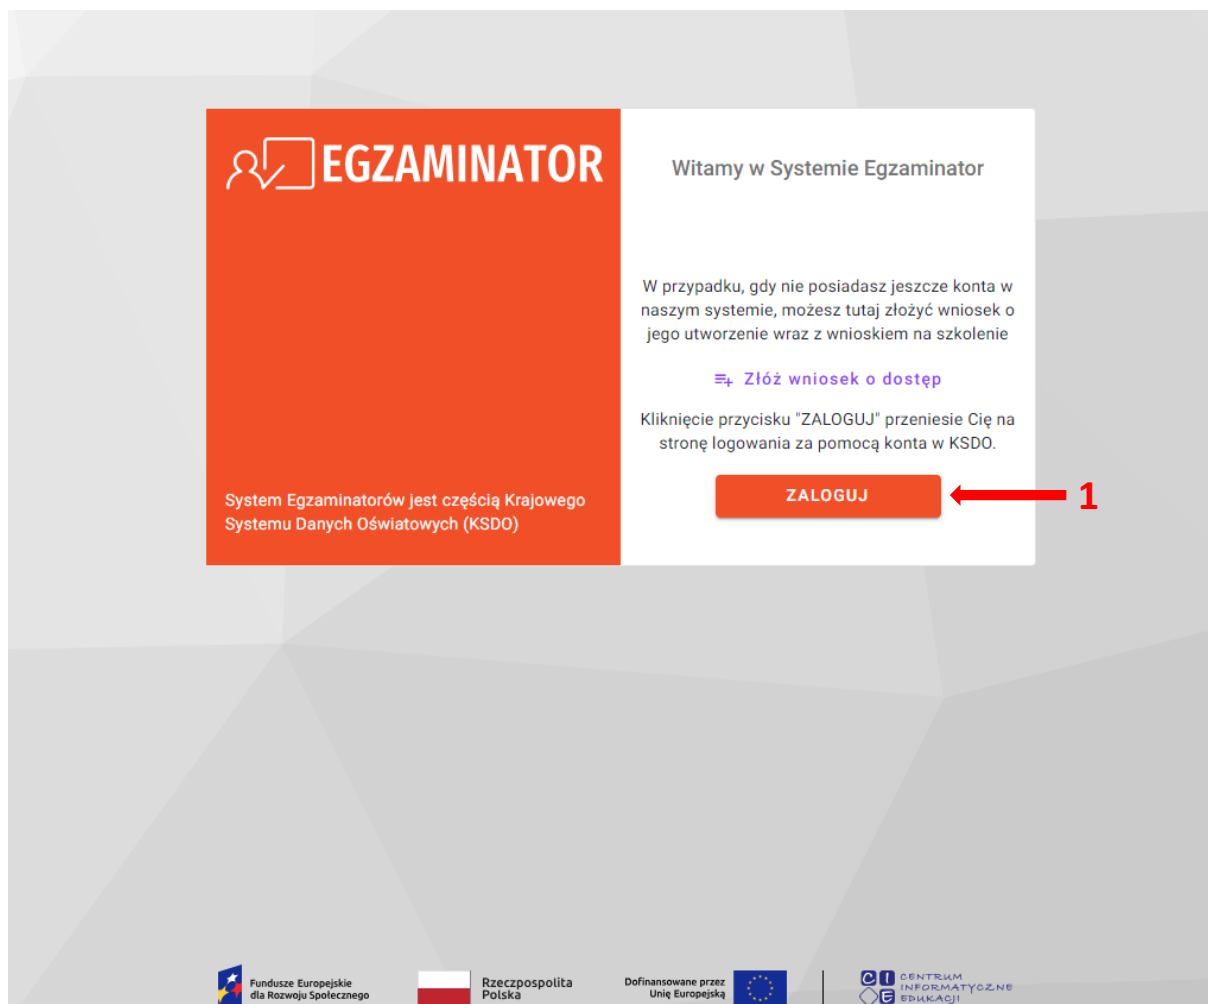 EGZAMINATOR
System Egzaminatorów jest częścią Krajowego
Systemu Danych Oświatowych (KSDO)
Witamy w Systemie Egzaminator
W przypadku, gdy nie posiadasz jeszcze konta w
naszym systemie, możesz tutaj złożyć wniosek o
jego utworzenie wraz z wnioskiem na szkolenie
Złóż wniosek o dostęp
Kliknięcie przycisku "ZALOGUJ" przeniesie Cię na
stronę logowania za pomocą konta w KSDO.
ZALOGUJ
1
Fundusze Europejskie
dla Rozwoju Społecznego
Rzeczpospolita
Polska
Dofinansowane przez
Unię Europejską
CIE
CENTRUM
INFORMATYCZNE
EDUKACJI